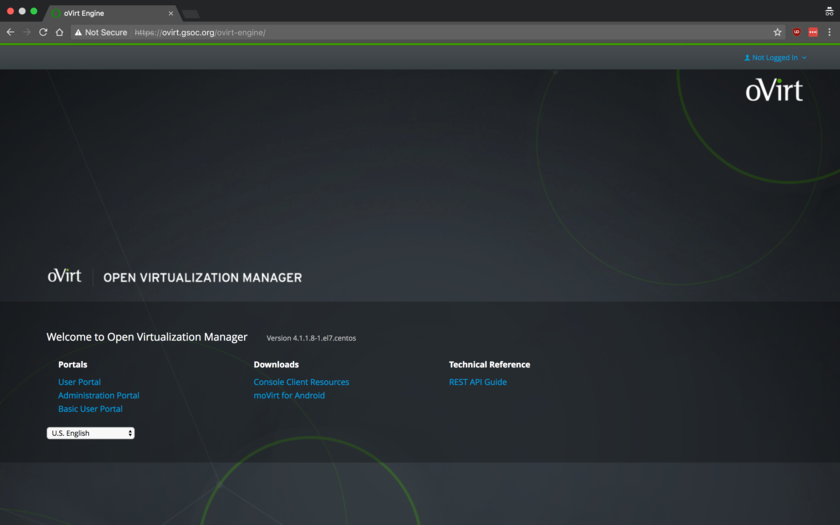 oVirt Engine
Not Secure https://ovirt.gsoc.org/ovirt-engine/
Not Logged In
oVirt
oVirt OPEN VIRTUALIZATION MANAGER
Welcome to Open Virtualization Manager Version 4.1.1.8-1.el7.centos
Portals Downloads Technical Reference
User Portal Console Client Resources REST API Guide
Administration Portal moVirt for Android
Basic User Portal
U.S. English